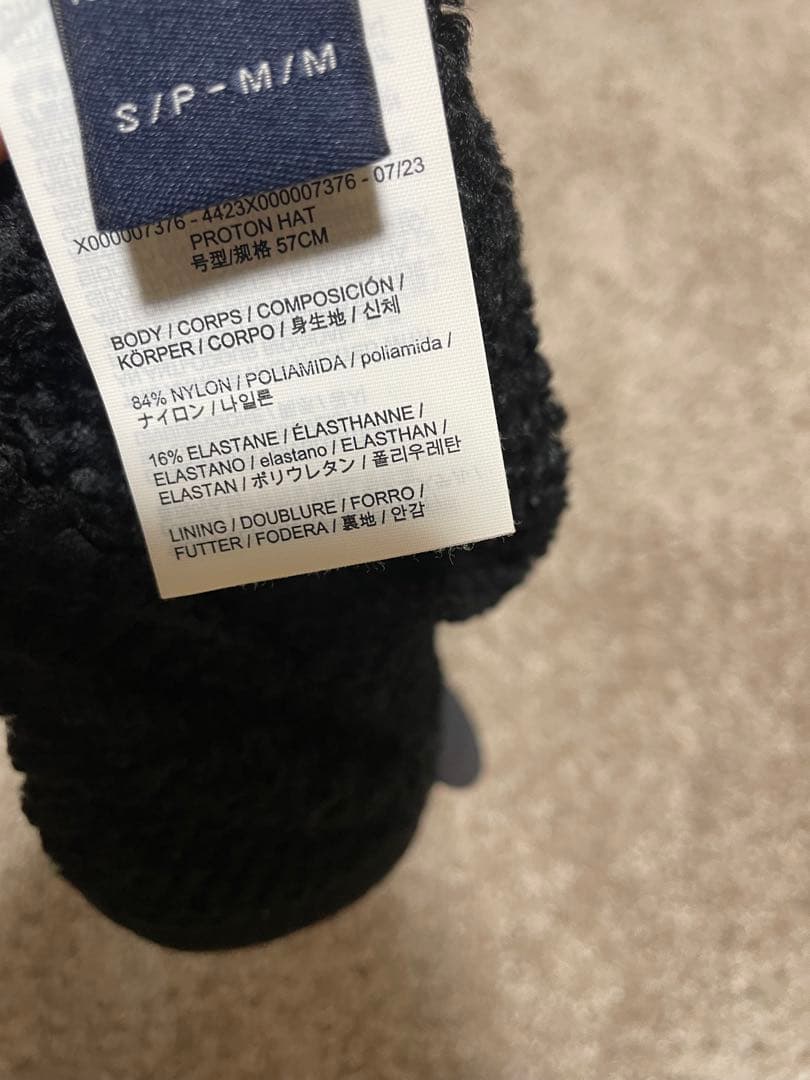 S/P - M/M
X000007376 - 4423X000007376 - 07/23
PROTON HAT
号型/规格 57CM
BODY / CORPS / COMPOSICIÓN /
KÖRPER / CORPO / 身生地 / 신체
84% NYLON / POLIAMIDA / poliamida /
ナイロン / 나일론
16% ELASTANE / ÉLASTHANNE /
ELASTANO / elastano / ELASTHAN /
ELASTAN / ポリウレタン / 폴리우레탄
LINING / DOUBLURE / FORRO /
FUTTER / FODERA / 裏地 / 안감